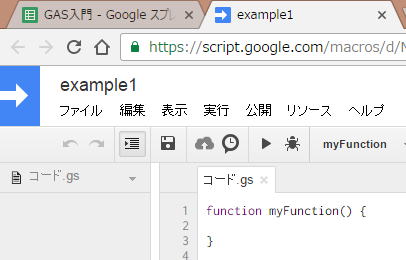 GAS入門 - Google スプレ
example1
https://script.google.com/macros/d/
example1
ファイル 編集 表示 実行 公開 リソース ヘルプ
myFunction
コード.gs
コード.gs
1 function myFunction() {
2
3 }
4